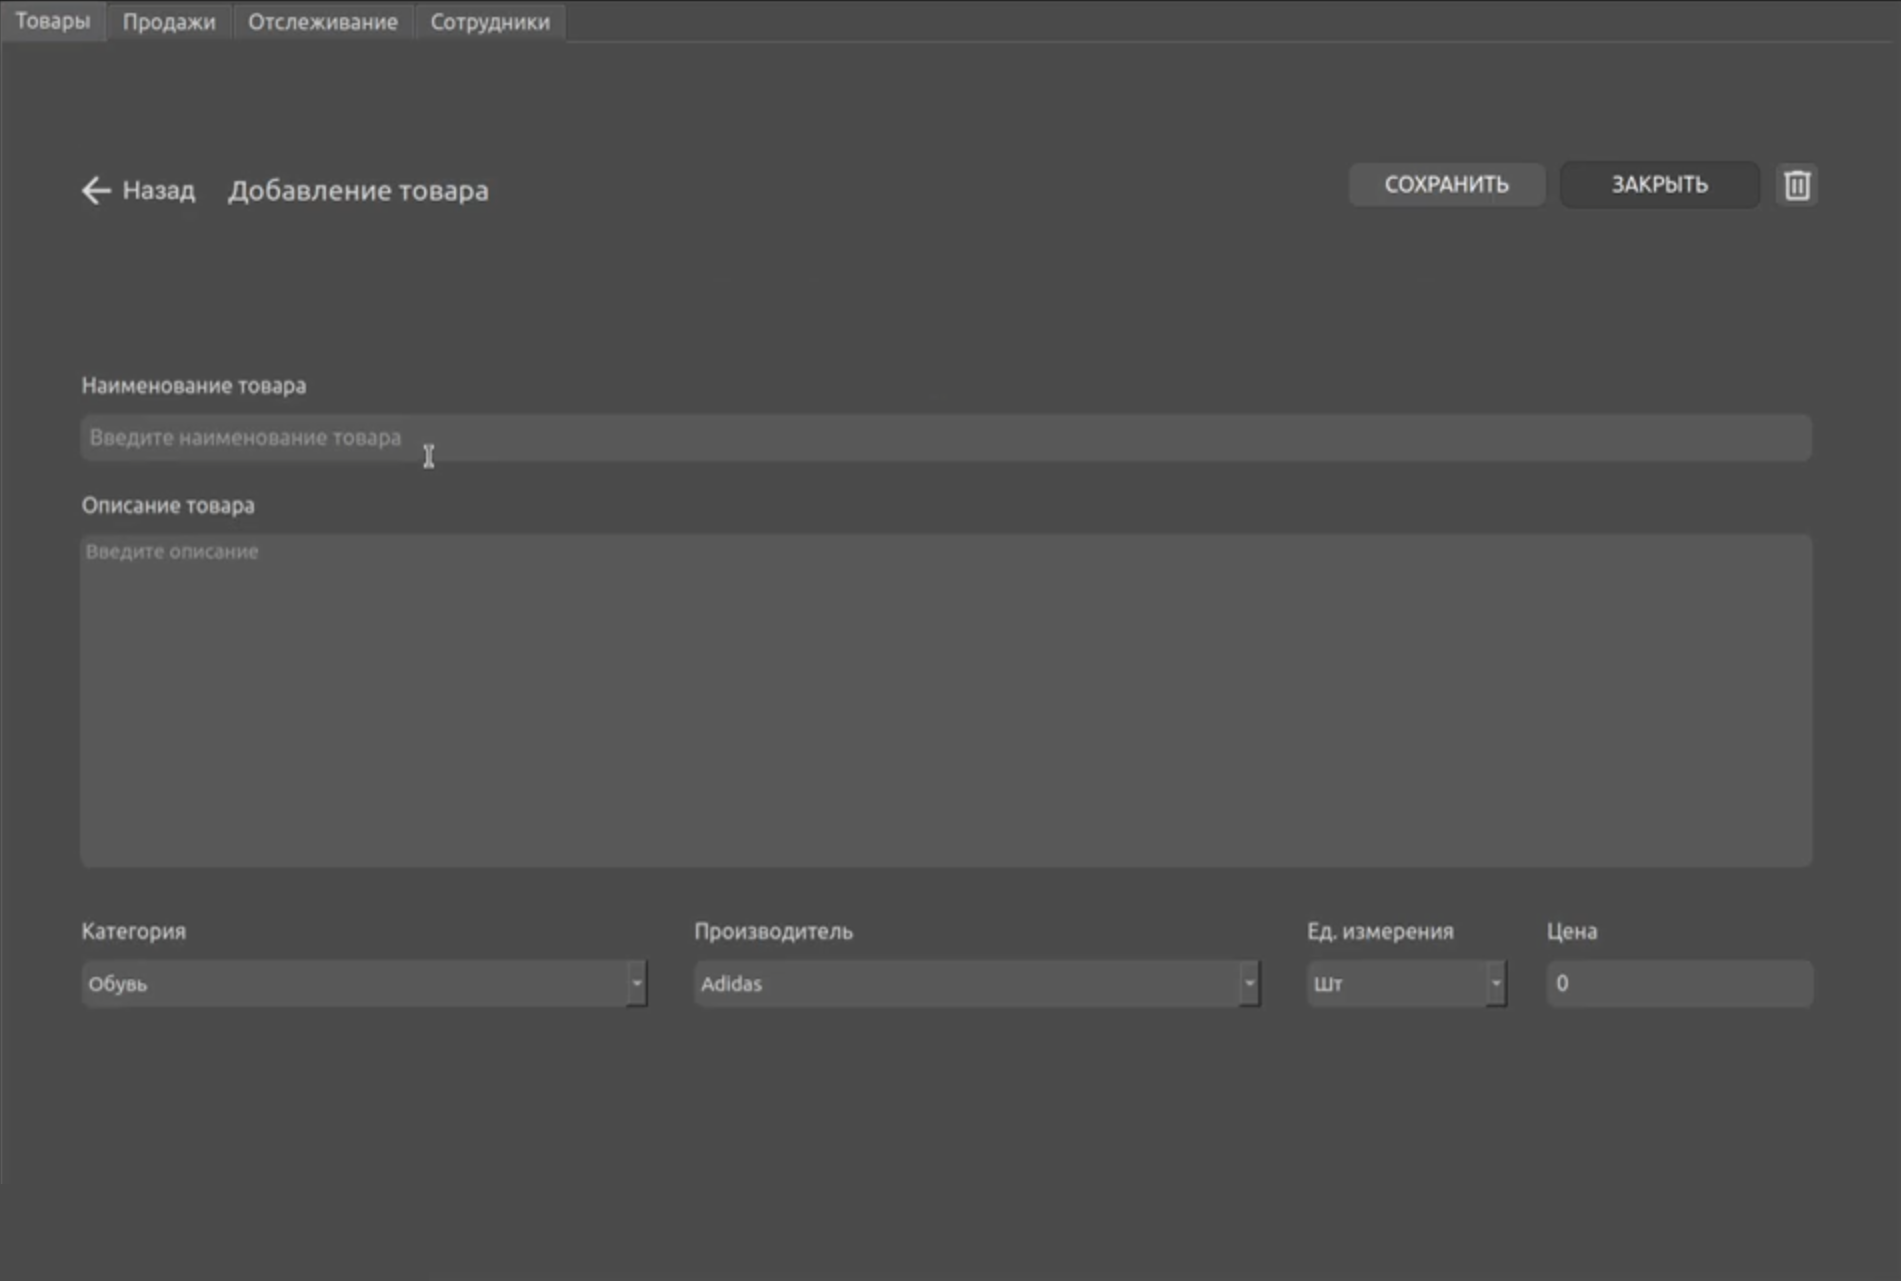 Товары Продажи Отслеживание Сотрудники
Назад Добавление товара СОХРАНИТЬ ЗАКРЫТЬ
Наименование товара
Введите наименование товара
Описание товара
Введите описание
Категория Производитель Ед. измерения Цена
Обувь Adidas Шт 0